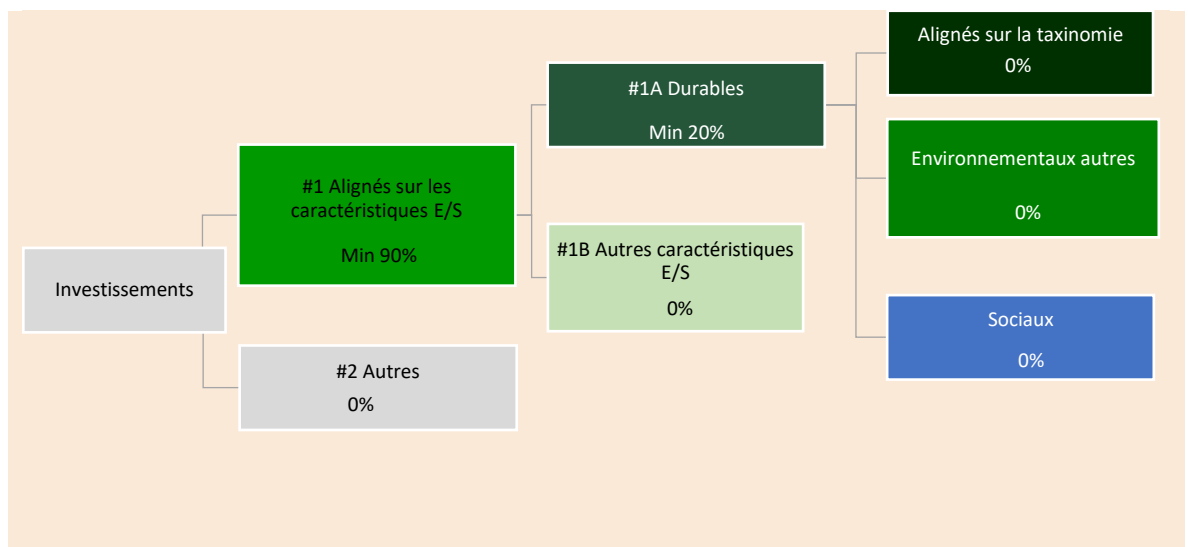 Investissements
#1 Alignés sur les
caractéristiques E/S
Min 90%
#2 Autres
0%
#1A Durables
Min 20%
#1B Autres caractéristiques
E/S
0%
Alignés sur la taxinomie
0%
Environnementaux autres
0%
Sociaux
0%